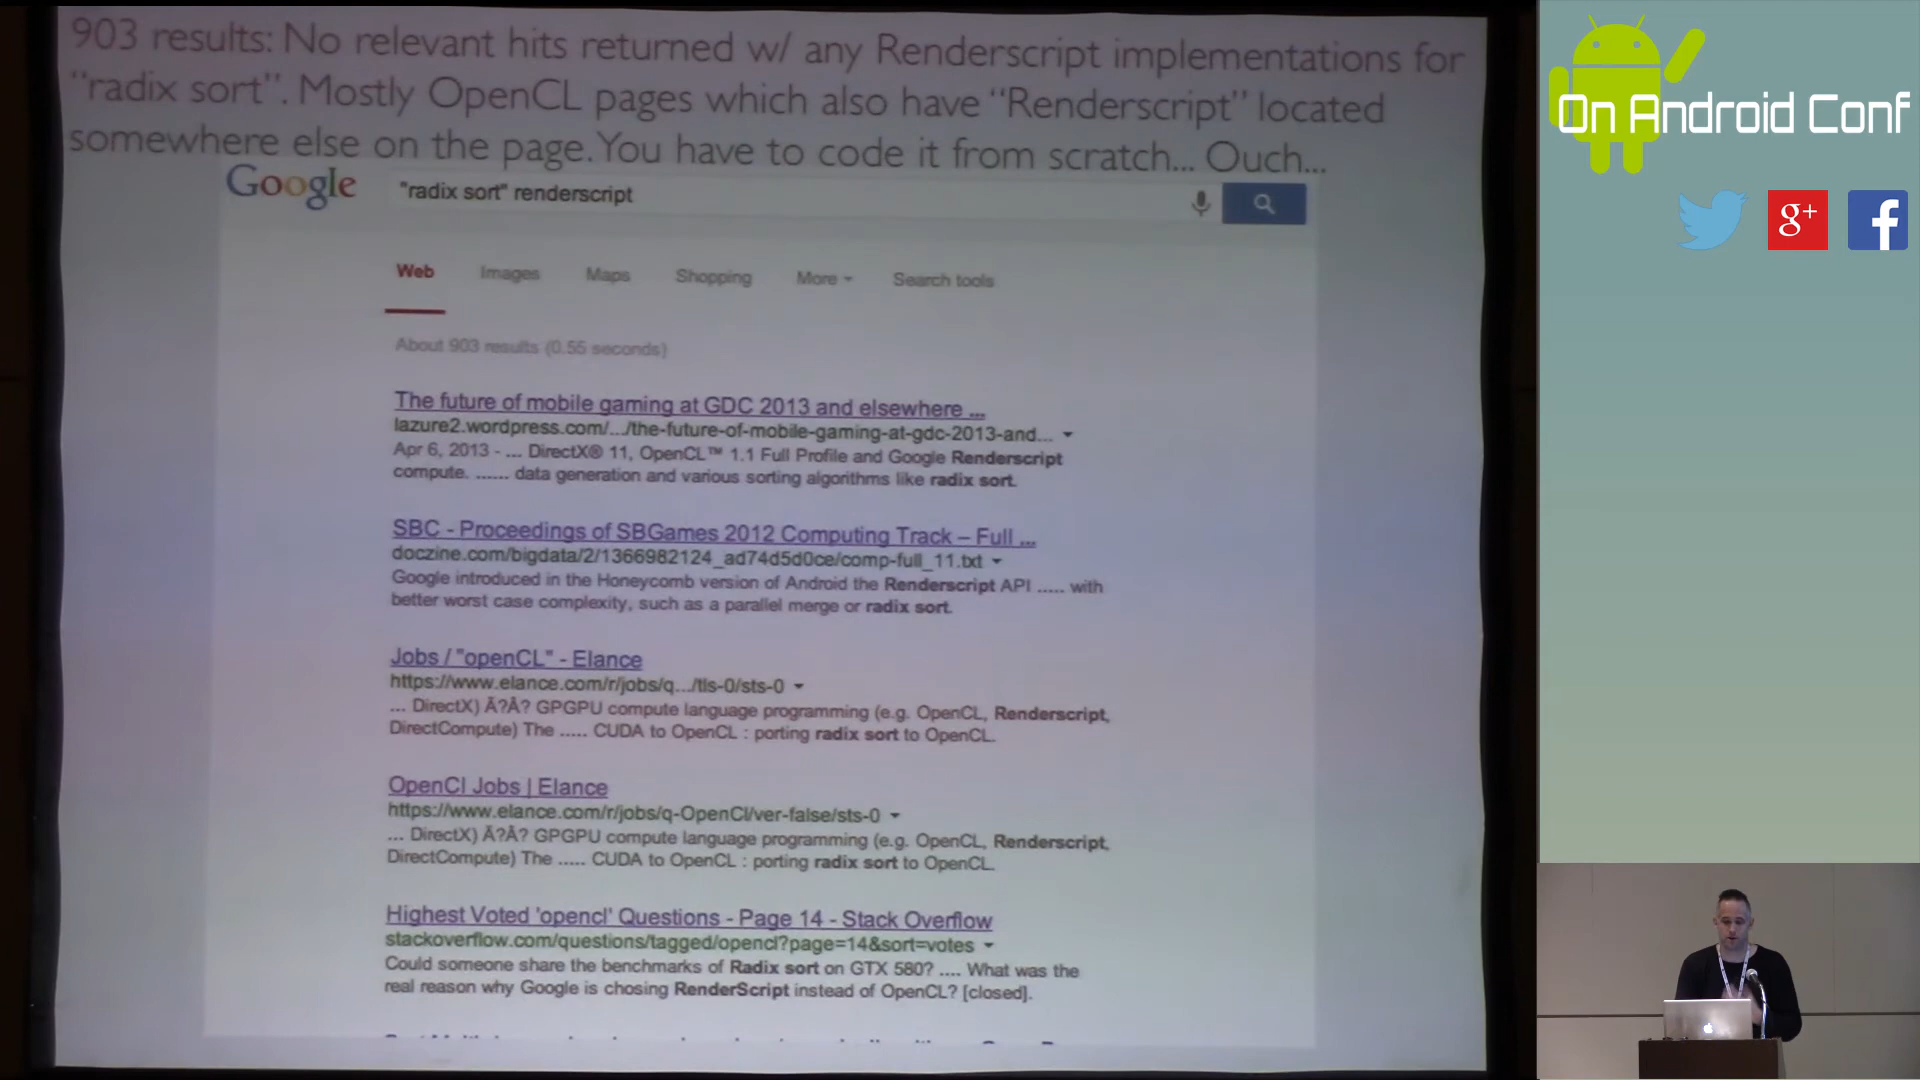 903 results: No relevant hits returned w/ any Renderscript implementations for
"radix sort". Mostly OpenCL pages which also have "Renderscript" located
somewhere else on the page. You have to code it from scratch... Ouch...
Google
"radix sort" renderscript
Web Images Maps Shopping More Search tools
About 903 results (0.55 seconds)
The future of mobile gaming at GDC 2013 and elsewhere ...
lazure2.wordpress.com/.../the-future-of-mobile-gaming-at-gdc-2013-and...
Apr 6, 2013 - ... DirectX® 11, OpenCL™ 1.1 Full Profile and Google Renderscript
compute. ...... data generation and various sorting algorithms like radix sort.
SBC - Proceedings of SBGames 2012 Computing Track – Full ...
doczine.com/bigdata/2/1366982124_ad74d5d0ce/comp-full_11.txt
Google introduced in the Honeycomb version of Android the Renderscript API ..... with
better worst case complexity, such as a parallel merge or radix sort.
Jobs / "openCL" - Elance
https://www.elance.com/r/jobs/q.../tls-0/sts-0
... DirectX) Ã?Â? GPGPU compute language programming (e.g. OpenCL, Renderscript,
DirectCompute) The ..... CUDA to OpenCL : porting radix sort to OpenCL.
OpenCl Jobs | Elance
https://www.elance.com/r/jobs/q-OpenCl/ver-false/sts-0
... DirectX) Ã?Â? GPGPU compute language programming (e.g. OpenCL, Renderscript,
DirectCompute) The ..... CUDA to OpenCL : porting radix sort to OpenCL.
Highest Voted 'opencl' Questions - Page 14 - Stack Overflow
stackoverflow.com/questions/tagged/opencl?page=14&sort=votes
Could someone share the benchmarks of Radix sort on GTX 580? .... What was the
real reason why Google is chosing RenderScript instead of OpenCL? [closed].
On Android Conf
g+
f